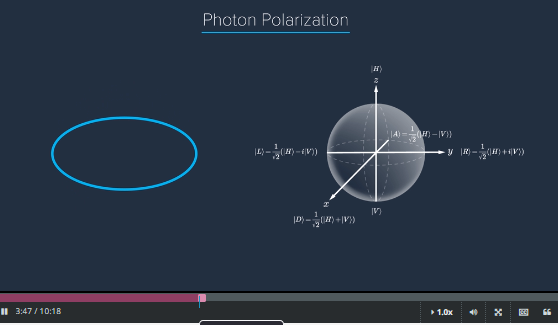 Photon Polarization
|H⟩
z
|A⟩=1/√2(|H⟩−|V⟩)
|L⟩=1/√2(|H⟩−i|V⟩)
y |R⟩=1/√2(|H⟩+i|V⟩)
x
|V⟩
|D⟩=1/√2(|H⟩+|V⟩)
3:47 / 10:18
1.0x